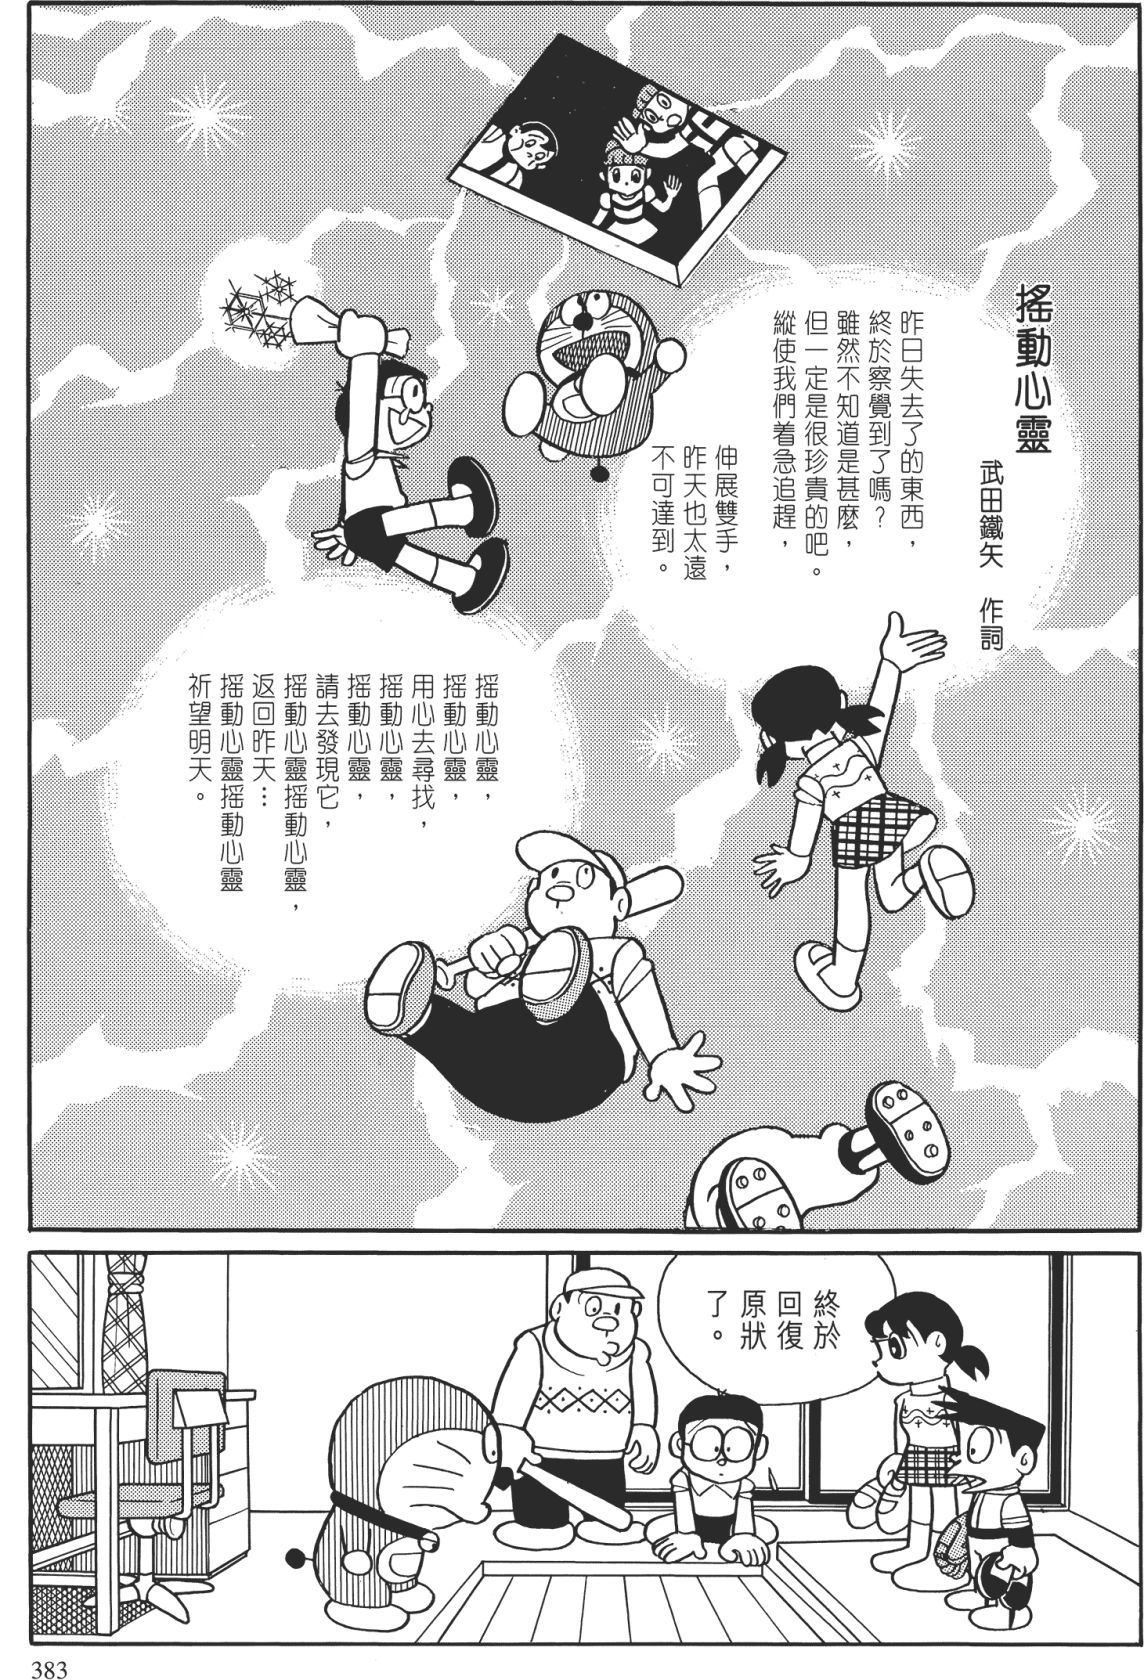 搖動心靈
武田鐵矢 作詞
昨日失去了的東西，
終於察覺到了嗎？
雖然不知道是甚麼，
但一定是很珍貴的吧。
縱使我們着急追趕，
伸展雙手，
昨天也太遠
不可達到。
搖動心靈，
搖動心靈，
用心去尋找，
搖動心靈，
搖動心靈，
請去發現它，
搖動心靈搖動心靈，
返回昨天…
搖動心靈搖動心靈
祈望明天。
終於
回復
原狀
了。
383